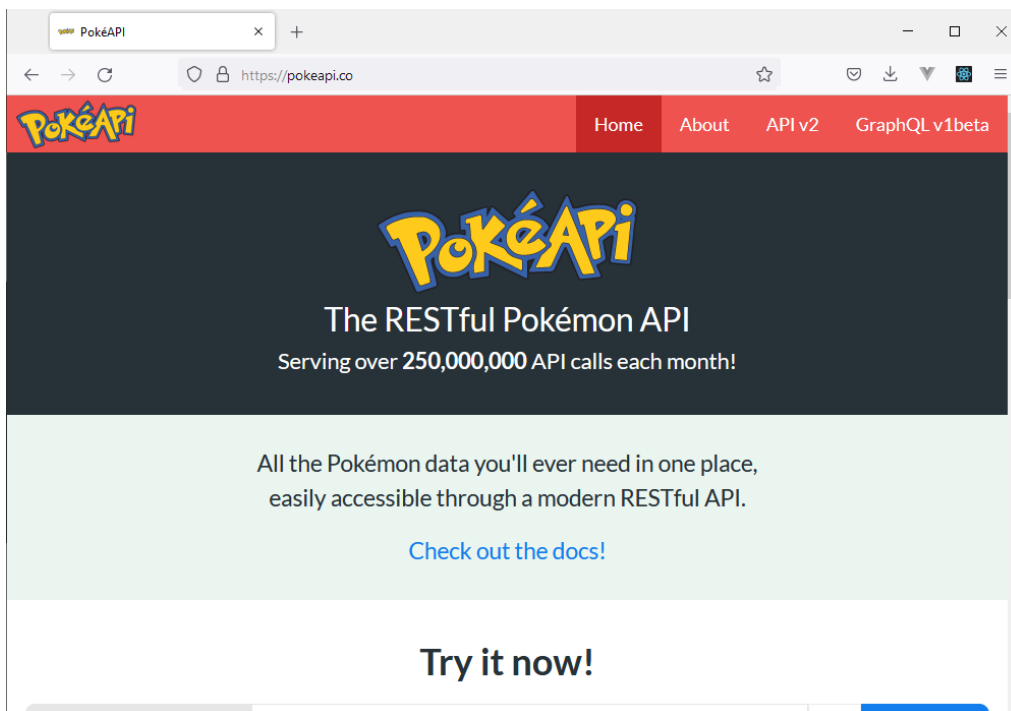 PokéAPI
https://pokeapi.co
PokéAPi
Home About API v2 GraphQL v1beta
PokéAPi
The RESTful Pokémon API
Serving over 250,000,000 API calls each month!
All the Pokémon data you'll ever need in one place,
easily accessible through a modern RESTful API.
Check out the docs!
Try it now!